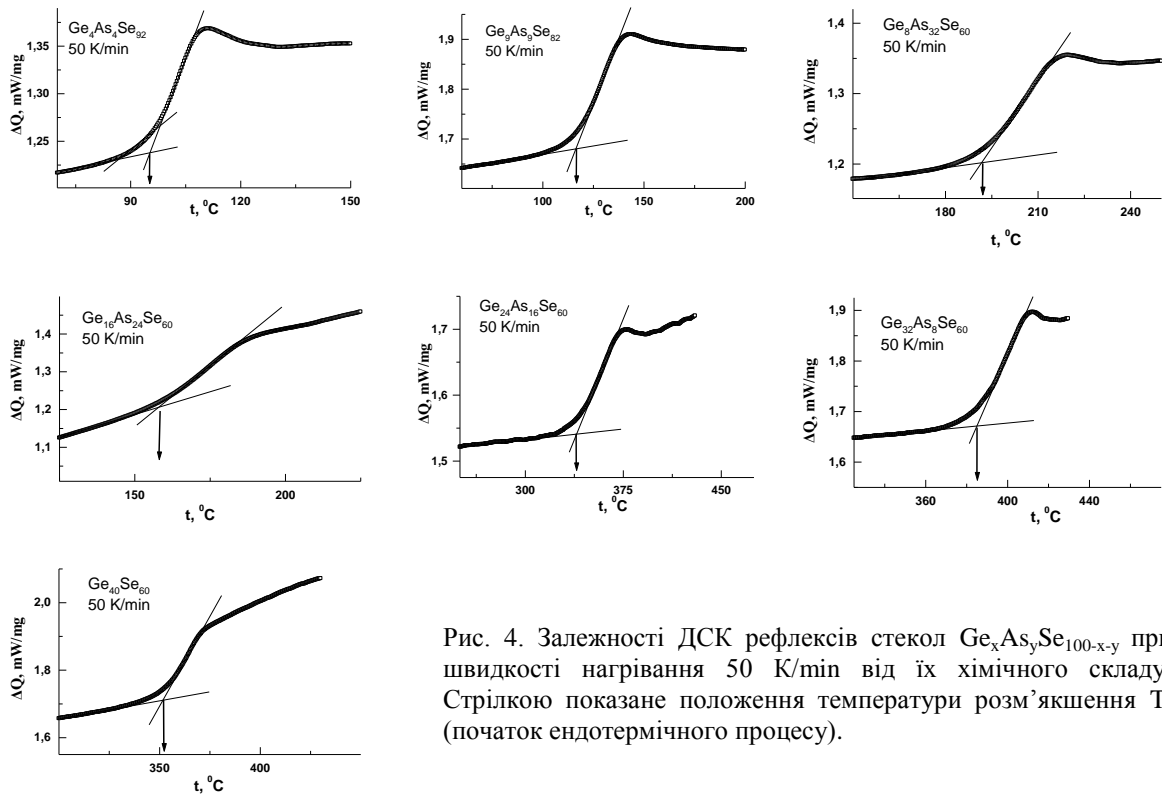 Ge₄As₄Se₉₂
50 K/min
ΔQ, mW/mg
1,35
1,30
1,25
90
120
150
t, ⁰C
Ge₉As₉Se₈₂
50 K/min
ΔQ, mW/mg
1,9
1,8
1,7
1,6
100
150
200
t, ⁰C
Ge₈As₃₂Se₆₀
50 K/min
ΔQ, mW/mg
1,4
1,3
1,2
180
210
240
t, ⁰C
Ge₁₆As₂₄Se₆₀
50 K/min
ΔQ, mW/mg
1,4
1,3
1,2
1,1
150
200
t, ⁰C
Ge₂₄As₁₆Se₆₀
50 K/min
ΔQ, mW/mg
1,7
1,6
1,5
300
375
450
t, ⁰C
Ge₃₂As₈Se₆₀
50 K/min
ΔQ, mW/mg
1,9
1,8
1,7
1,6
360
400
440
t, ⁰C
Ge₄₀Se₆₀
50 K/min
ΔQ, mW/mg
2,0
1,8
1,6
350
400
t, ⁰C
Рис. 4. Залежності ДСК рефлексів стекол GeₓAsᵧSe₁₀₀₋ₓ₋ᵧ при
швидкості нагрівання 50 K/min від їх хімічного складу
Стрілкою показане положення температури розм’якшення T
(початок ендотермічного процесу).